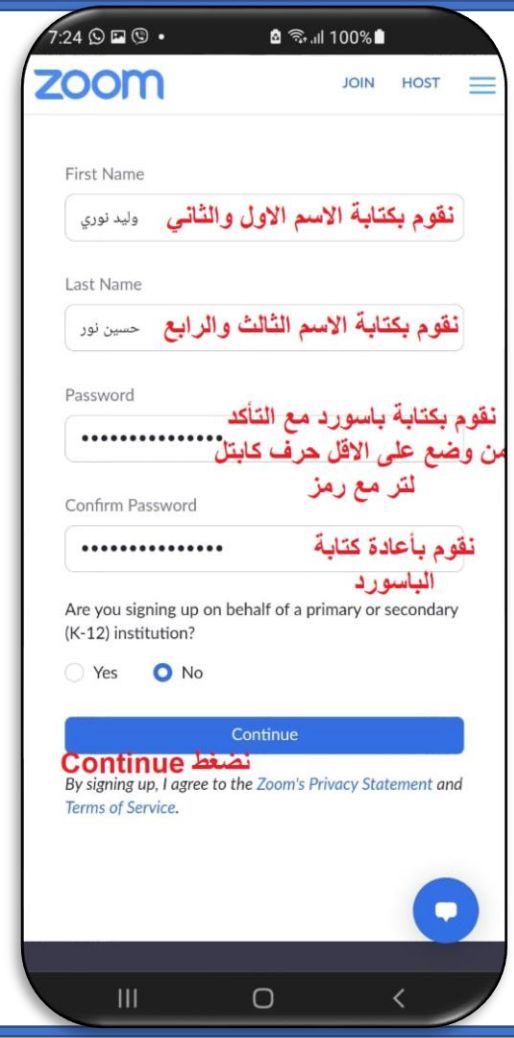 7:24 100%
zoom JOIN HOST
First Name
وليد نوري نقوم بكتابة الاسم الاول والثاني
Last Name
حسين نور نقوم بكتابة الاسم الثالث والرابع
Password
نقوم بكتابة باسورد مع التأكد
•••••••••••••••
من وضع على الاقل حرف كابتل
لتر مع رمز
Confirm Password
••••••••••••••• نقوم بأعادة كتابة
الباسورد
Are you signing up on behalf of a primary or secondary
(K-12) institution?
Yes No
Continue
نضغط Continue
By signing up, I agree to the Zoom's Privacy Statement and
Terms of Service.